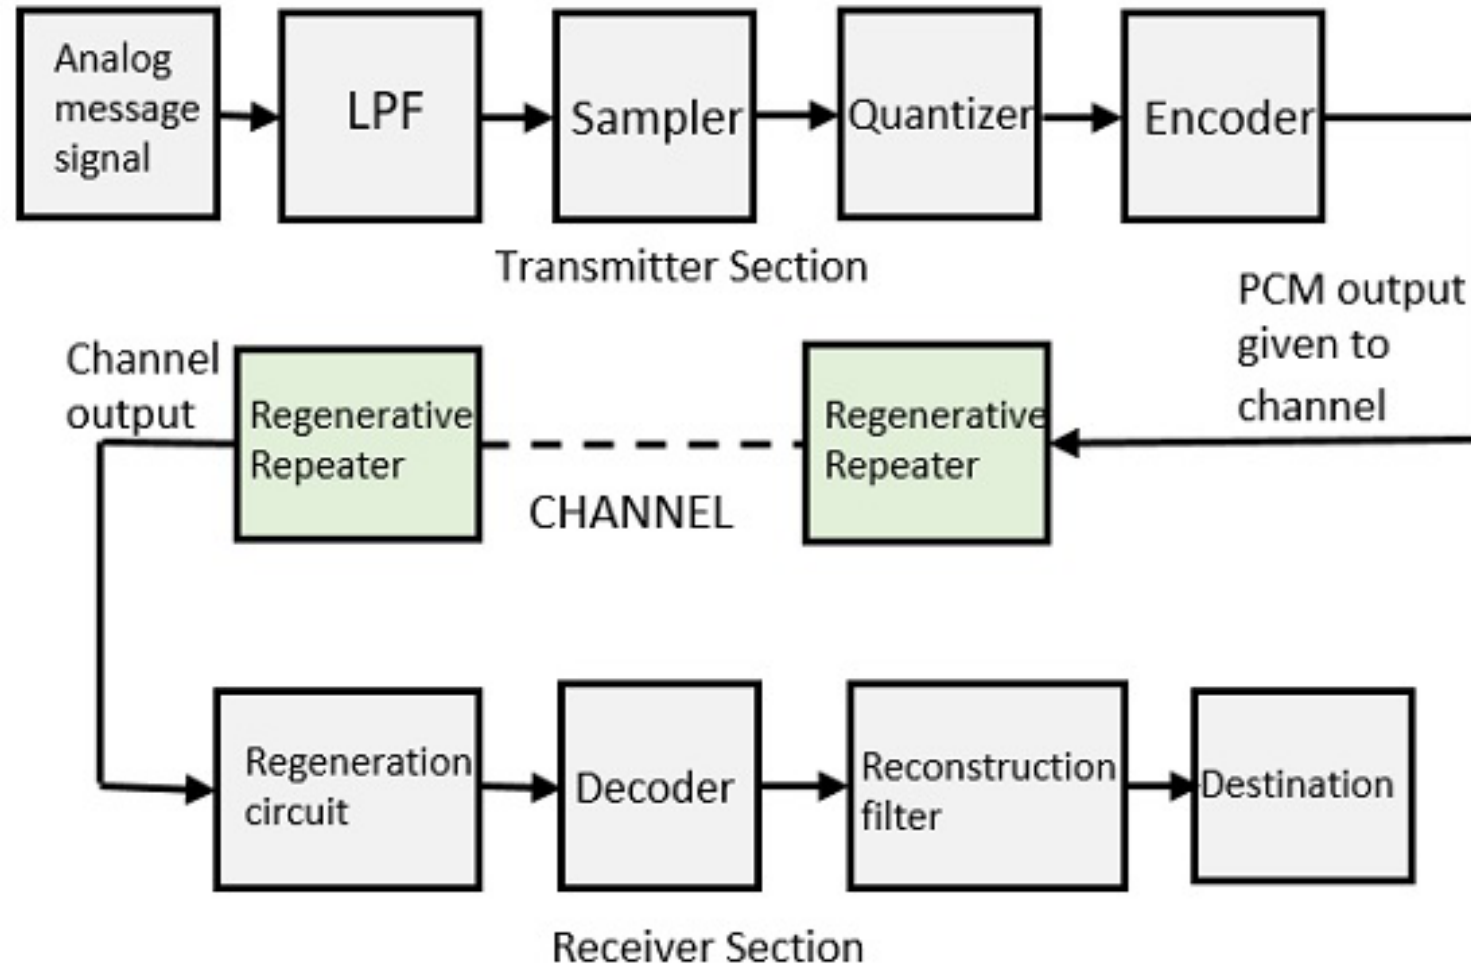 Analog
message
signal
LPF
Sampler
Quantizer
Encoder
Transmitter Section
PCM output
given to
channel
Channel
output
Regenerative
Repeater
CHANNEL
Regenerative
Repeater
Regeneration
circuit
Decoder
Reconstruction
filter
Destination
Receiver Section